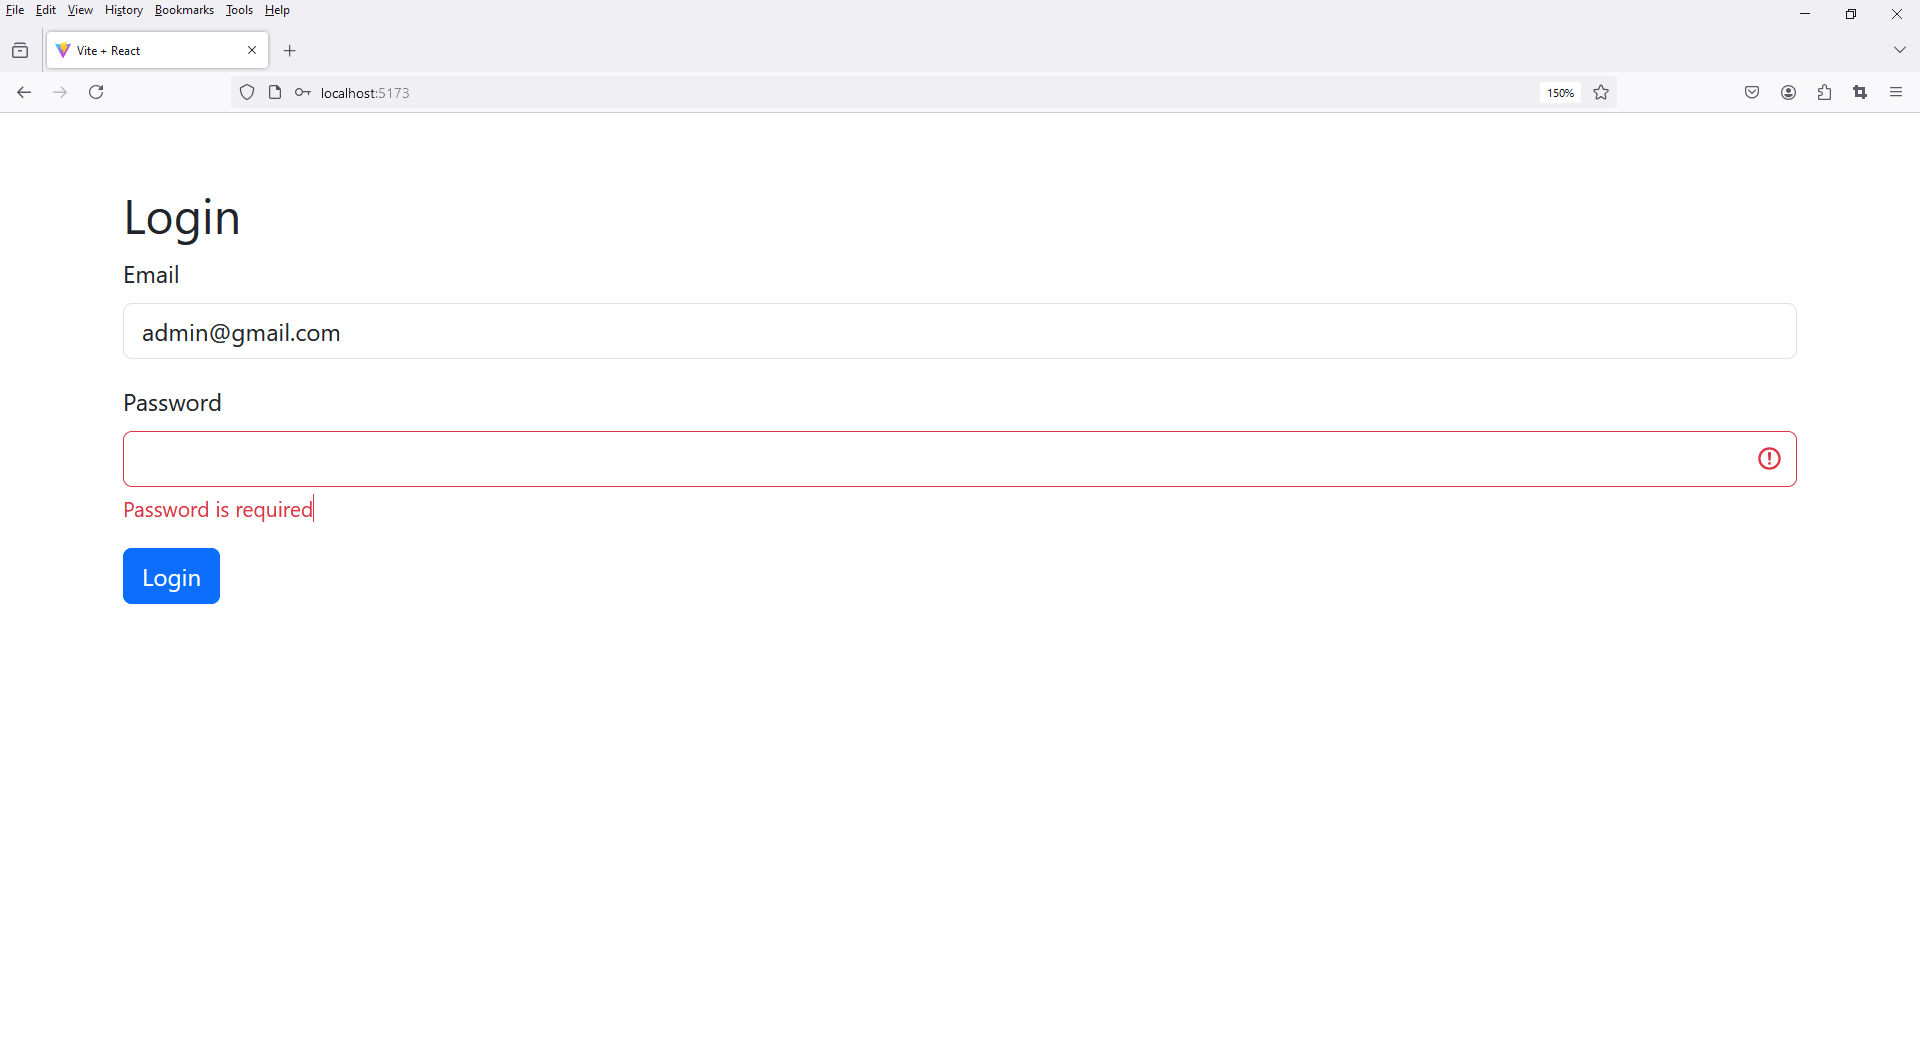 File Edit View History Bookmarks Tools Help
Vite + React
localhost:5173
150%
Login
Email
admin@gmail.com
Password
Password is required
Login